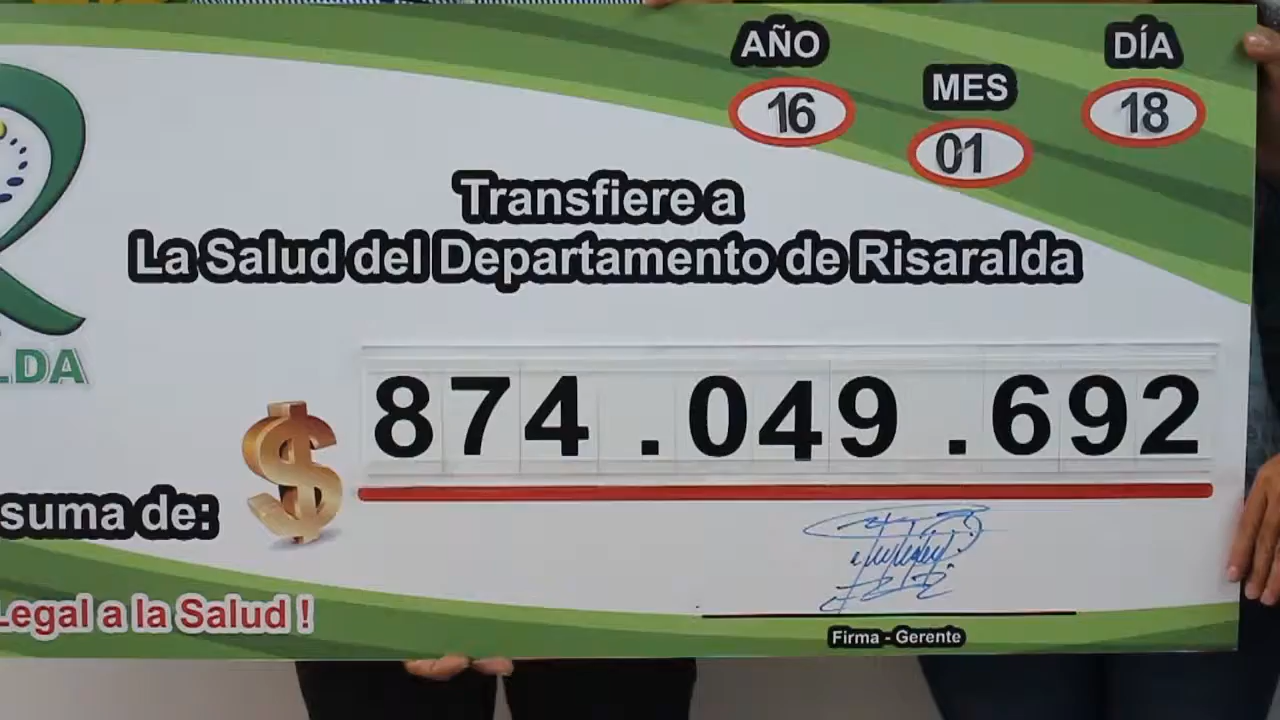 AÑO
MES
DÍA
16
01
18
Transfiere a
La Salud del Departamento de Risaralda
LDA
$ 874.049.692
suma de:
Legal a la Salud !
Firma - Gerente